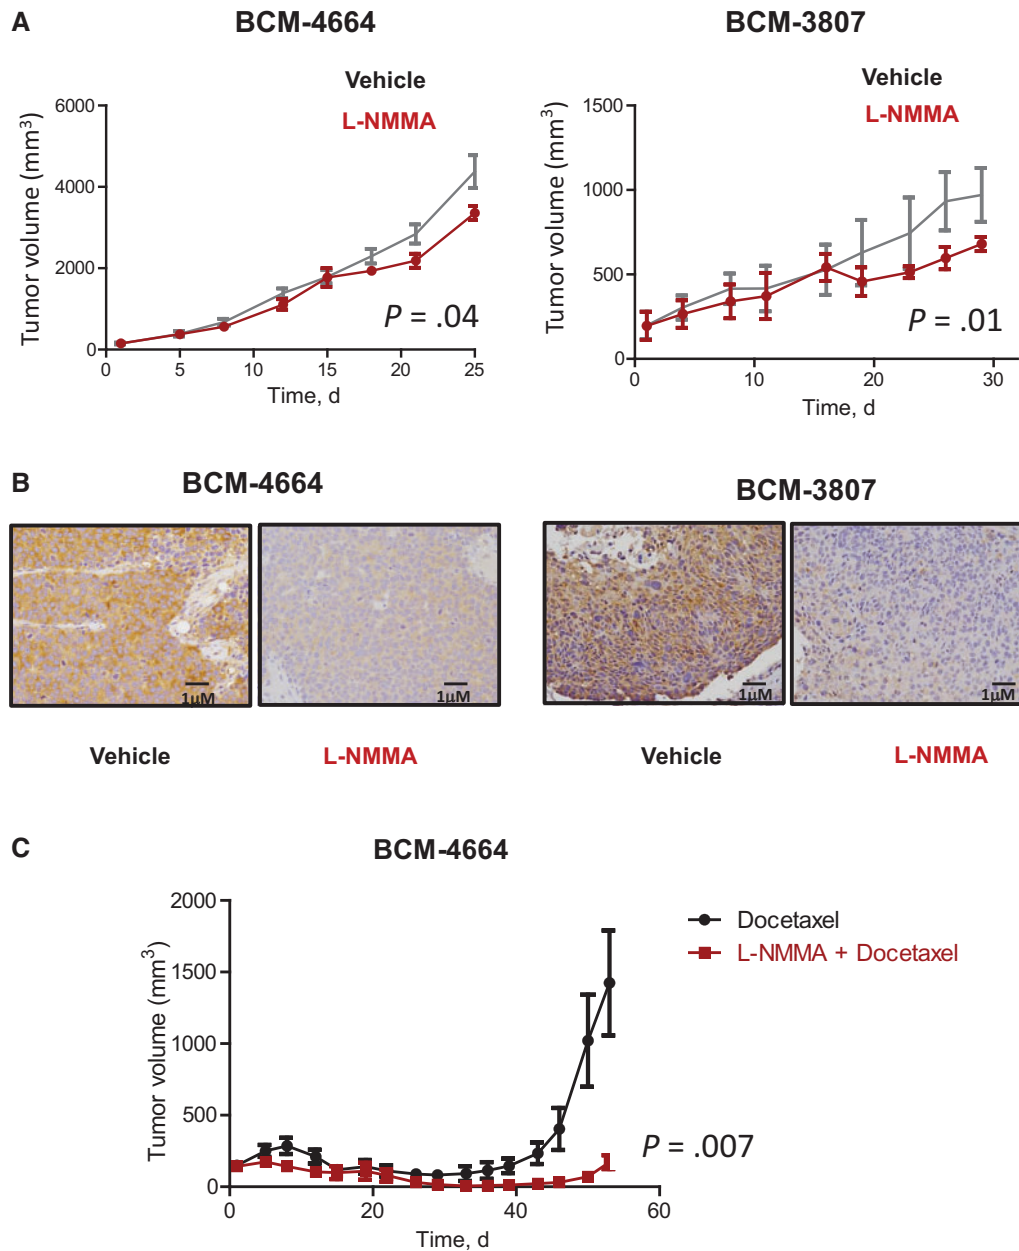 A
BCM-4664
BCM-3807
Vehicle
L-NMMA
Tumor volume (mm3)
6000
4000
2000
0
0 5 10 15 20 25
Time, d
P = .04
Vehicle
L-NMMA
Tumor volume (mm3)
1500
1000
500
0
0 10 20 30
Time, d
P = .01
B
BCM-4664
BCM-3807
1μM
1μM
1μM
1μM
Vehicle
L-NMMA
Vehicle
L-NMMA
C
BCM-4664
Tumor volume (mm3)
2000
1500
1000
500
0
0 20 40 60
Time, d
Docetaxel
L-NMMA + Docetaxel
P = .007